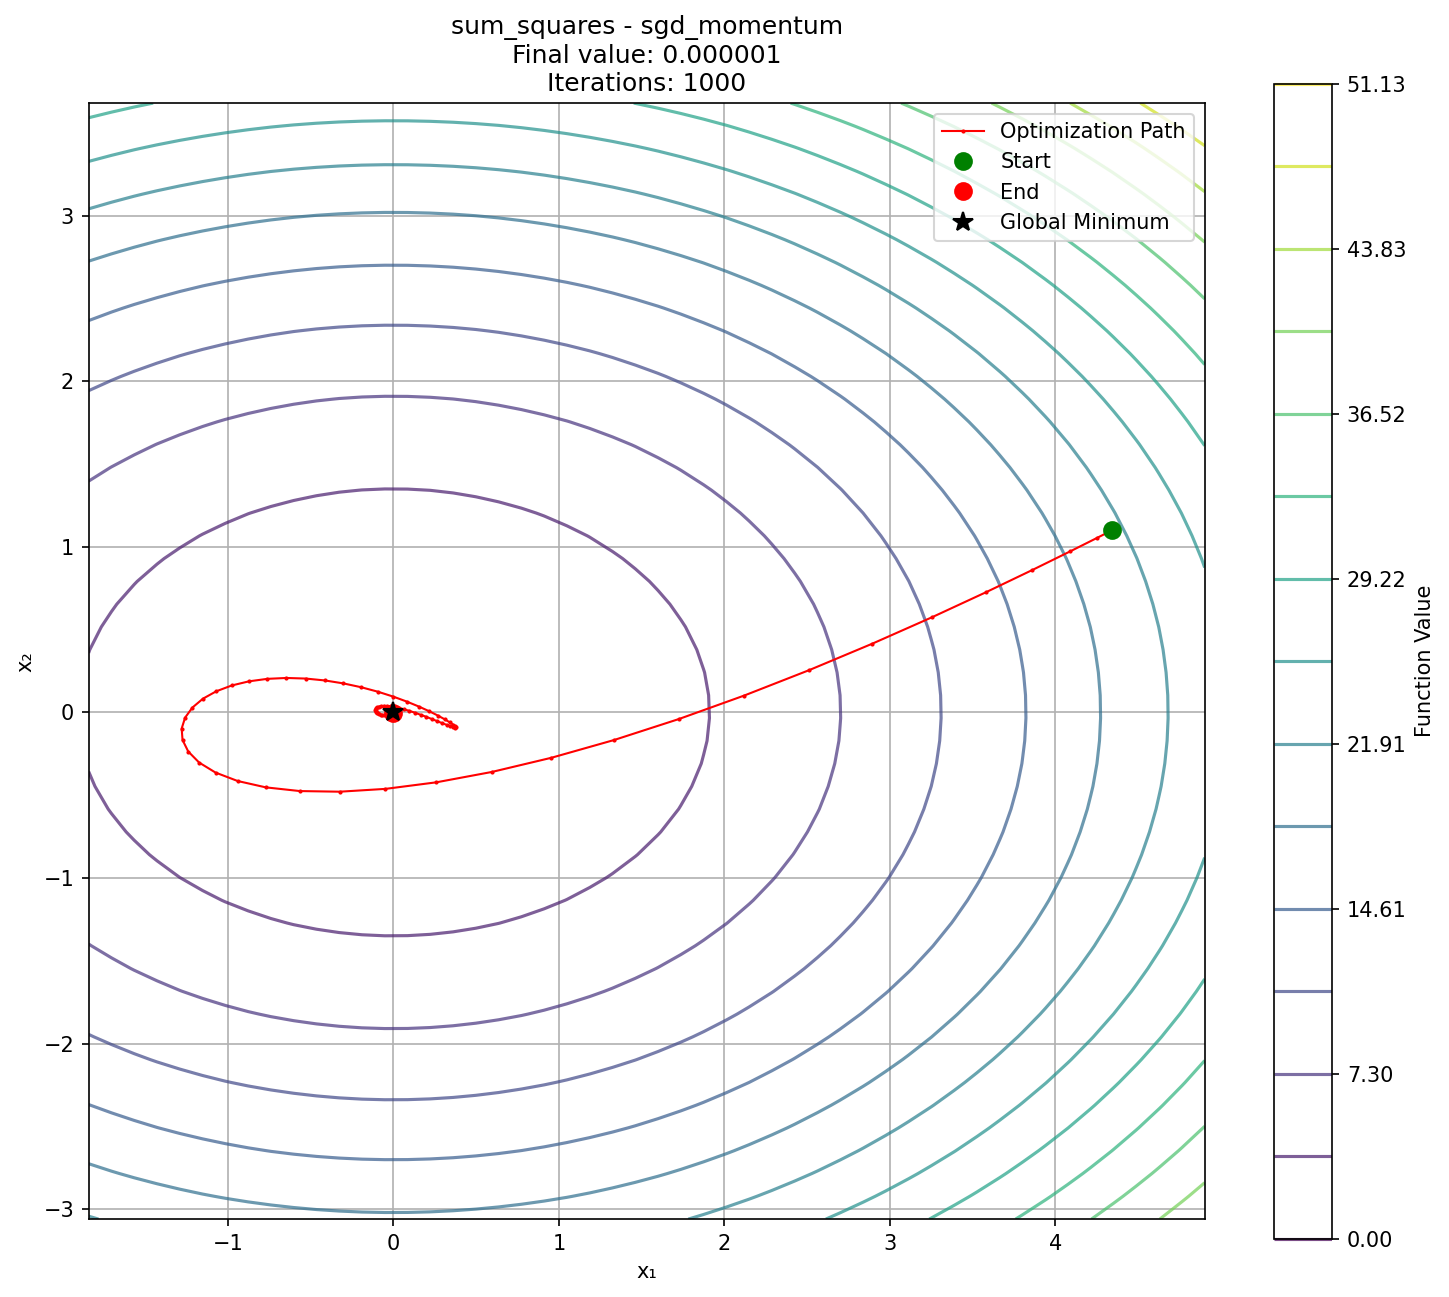 sum_squares - sgd_momentum
Final value: 0.000001
Iterations: 1000
Optimization Path
Start
End
Global Minimum
3
2
1
0
−1
−2
−3
x₂
−1
0
1
2
3
4
x₁
51.13
43.83
36.52
29.22
21.91
14.61
7.30
0.00
Function Value